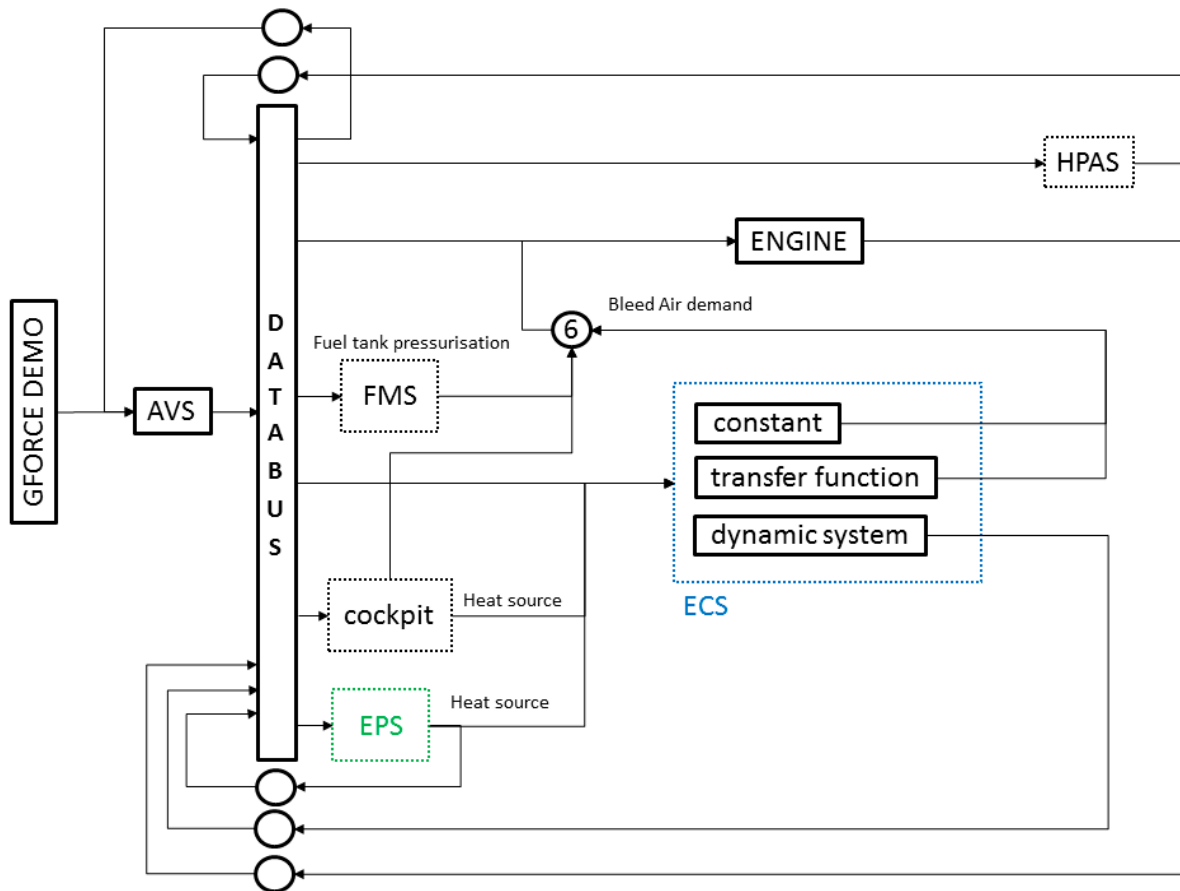 HPAS
ENGINE
Bleed Air demand
6
GFORCE DEMO
DATABUS
Fuel tank pressurisation
FMS
AVS
constant
transfer function
dynamic system
ECS
cockpit
Heat source
EPS
Heat source